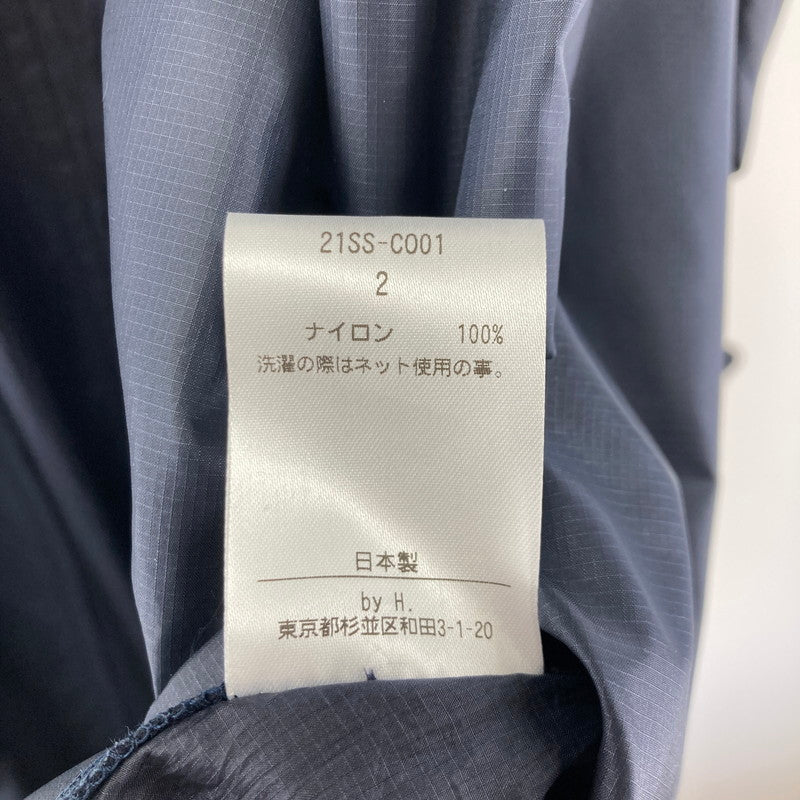 21SS-CO01
2
ナイロン 100%
洗濯の際はネット使用の事。
日本製
by H.
東京都杉並区和田3-1-20